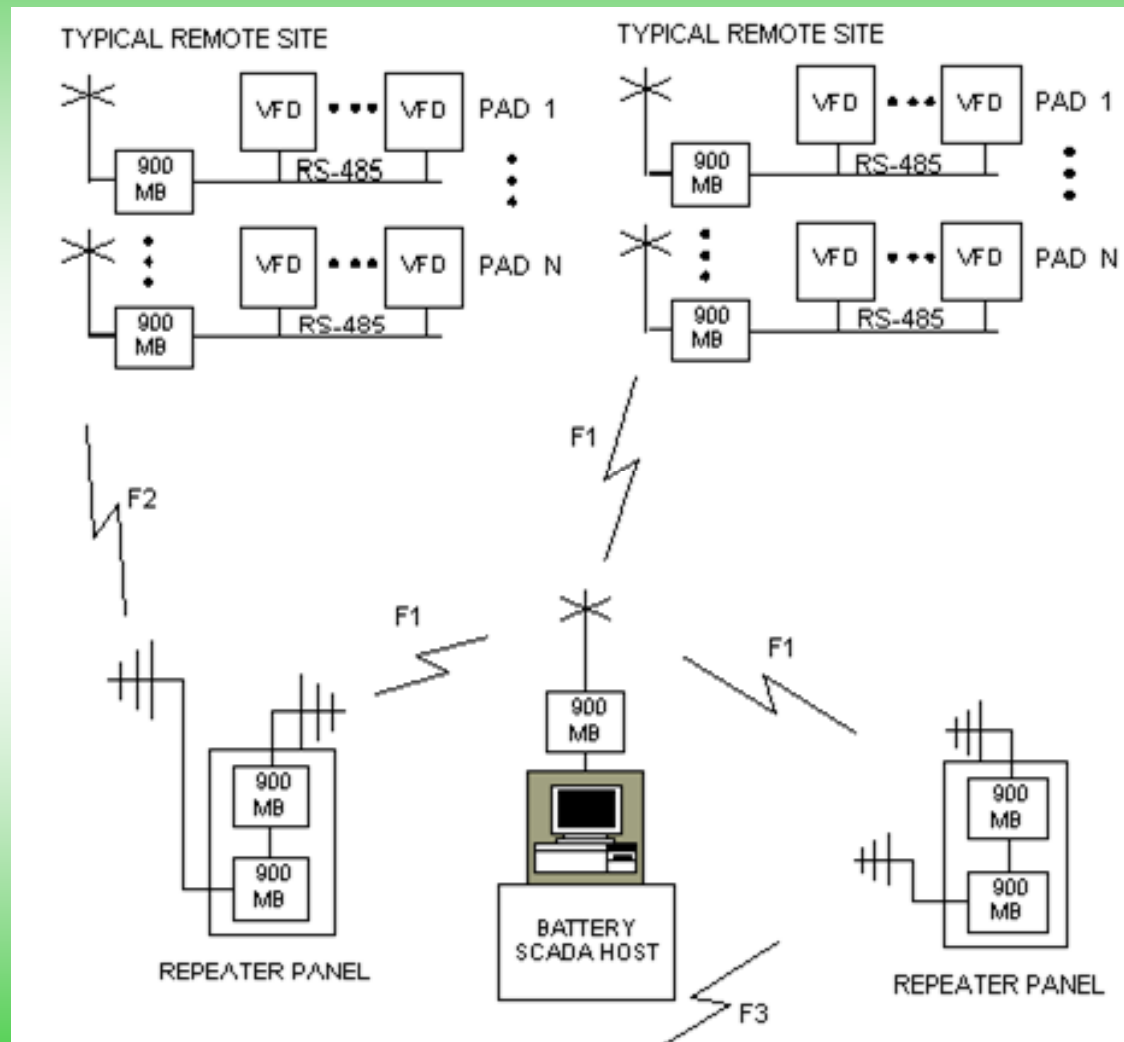 TYPICAL REMOTE SITE
VFD VFD PAD 1
900
MB
RS-485
VFD VFD PAD N
900
MB
RS-485
TYPICAL REMOTE SITE
VFD VFD PAD 1
900
MB
RS-485
VFD VFD PAD N
900
MB
RS-485
F2
F1
F1
F1
900
MB
900
MB
REPEATER PANEL
900
MB
BATTERY
SCADA HOST
F3
900
MB
900
MB
REPEATER PANEL